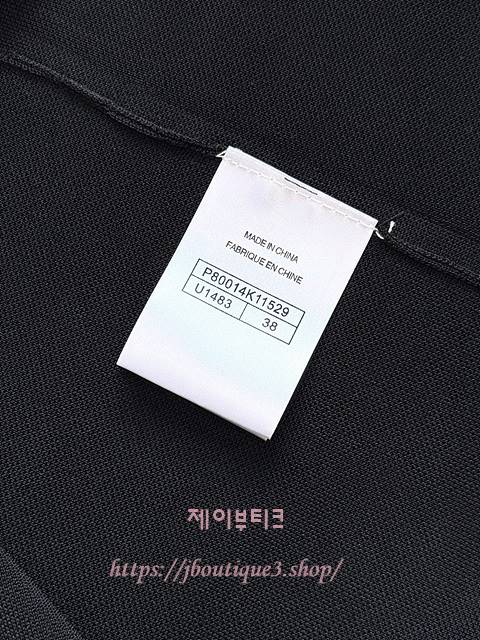 MADE IN CHINA
FABRIQUE EN CHINE
P80014K11529
U1483 38
제이부티크
https://jboutique3.shop/